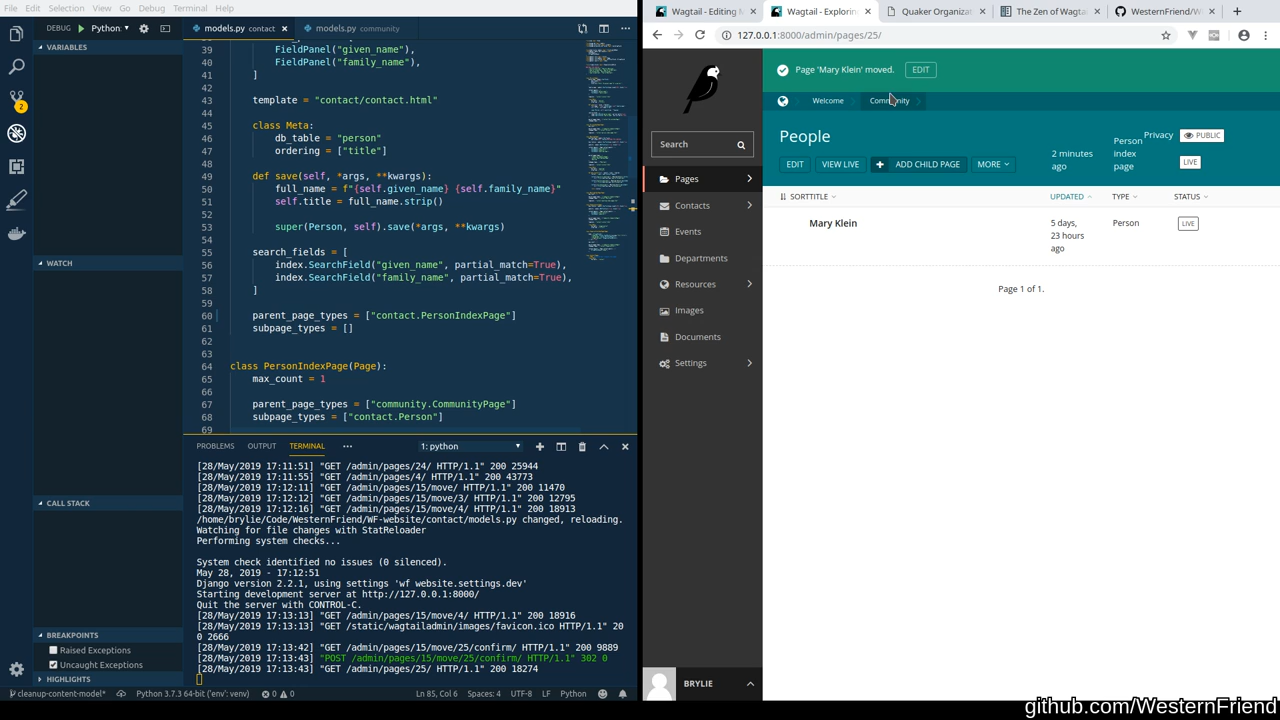 File Edit Selection View Go Debug Terminal Help
DEBUG Python:
VARIABLES
WATCH
CALL STACK
BREAKPOINTS
Raised Exceptions
Uncaught Exceptions
HIGHLIGHTS
models.py contact
models.py community
39 FieldPanel("given_name"),
40 FieldPanel("family_name"),
41 ]
42
43 template = "contact/contact.html"
44
45 class Meta:
46 db_table = "person"
47 ordering = ["title"]
48
49 def save(self, *args, **kwargs):
50 full_name = f"{self.given_name} {self.family_name}"
51 self.title = full_name.strip()
52
53 super(Person, self).save(*args, **kwargs)
54
55 search_fields = [
56 index.SearchField("given_name", partial_match=True),
57 index.SearchField("family_name", partial_match=True),
58 ]
59
60 parent_page_types = ["contact.PersonIndexPage"]
61 subpage_types = []
62
63
64 class PersonIndexPage(Page):
65 max_count = 1
66
67 parent_page_types = ["community.CommunityPage"]
68 subpage_types = ["contact.Person"]
69
PROBLEMS OUTPUT TERMINAL ••• 1: python
[28/May/2019 17:11:51] "GET /admin/pages/24/ HTTP/1.1" 200 25944
[28/May/2019 17:11:55] "GET /admin/pages/4/ HTTP/1.1" 200 43773
[28/May/2019 17:12:11] "GET /admin/pages/15/move/ HTTP/1.1" 200 11470
[28/May/2019 17:12:12] "GET /admin/pages/15/move/3/ HTTP/1.1" 200 12795
[28/May/2019 17:12:16] "GET /admin/pages/15/move/4/ HTTP/1.1" 200 18913
/home/brylie/Code/WesternFriend/WF-website/contact/models.py changed, reloading.
Watching for file changes with StatReloader
Performing system checks...
System check identified no issues (0 silenced).
May 28, 2019 - 17:12:51
Django version 2.2.1, using settings 'wf_website.settings.dev'
Starting development server at http://127.0.0.1:8000/
Quit the server with CONTROL-C.
[28/May/2019 17:13:13] "GET /admin/pages/15/move/4/ HTTP/1.1" 200 18916
[28/May/2019 17:13:13] "GET /static/wagtailadmin/images/favicon.ico HTTP/1.1" 20
0 2666
[28/May/2019 17:13:42] "GET /admin/pages/15/move/25/confirm/ HTTP/1.1" 200 9889
[28/May/2019 17:13:43] "POST /admin/pages/15/move/25/confirm/ HTTP/1.1" 302 0
[28/May/2019 17:13:43] "GET /admin/pages/25/ HTTP/1.1" 200 18274
cleanup-content-model* Python 3.7.3 64-bit ('env': venv) 0 0 Ln 85, Col 6 Spaces: 4 UTF-8 LF Python
2
Wagtail - Editing
Wagtail - Explorin
Quaker Organiza
The Zen of Wagta
WesternFriend/W
127.0.0.1:8000/admin/pages/25/
Search
Pages
Contacts
Events
Departments
Resources
Images
Documents
Settings
BRYLIE
Page 'Mary Klein' moved. EDIT
Welcome Community
People
EDIT VIEW LIVE ADD CHILD PAGE MORE
2 minutes
ago
Person
index
page
Privacy PUBLIC
LIVE
SORT TITLE UPDATED TYPE STATUS
Mary Klein 5 days, Person LIVE
23 hours
ago
Page 1 of 1.
github.com/WesternFriend